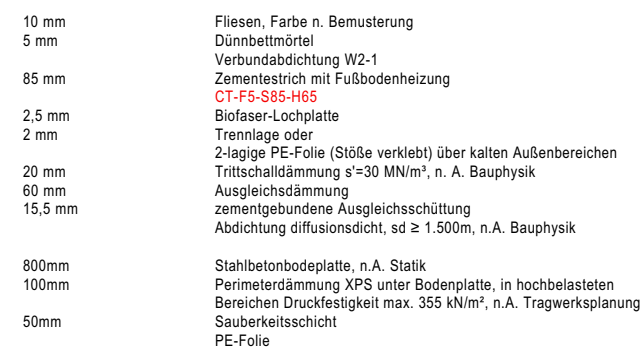 10 mm Fliesen, Farbe n. Bemusterung
5 mm Dünnbettmörtel
Verbundabdichtung W2-1
85 mm Zementestrich mit Fußbodenheizung
CT-F5-S85-H65
2,5 mm Biofaser-Lochplatte
2 mm Trennlage oder
2-lagige PE-Folie (Stöße verklebt) über kalten Außenbereichen
20 mm Trittschalldämmung s'=30 MN/m³, n. A. Bauphysik
60 mm Ausgleichsdämmung
15,5 mm zementgebundene Ausgleichsschüttung
Abdichtung diffusionsdicht, sd ≥ 1.500m, n.A. Bauphysik
800mm Stahlbetonbodeplatte, n.A. Statik
100mm Perimeterdämmung XPS unter Bodenplatte, in hochbelasteten
Bereichen Druckfestigkeit max. 355 kN/m², n.A. Tragwerksplanung
50mm Sauberkeitsschicht
PE-Folie